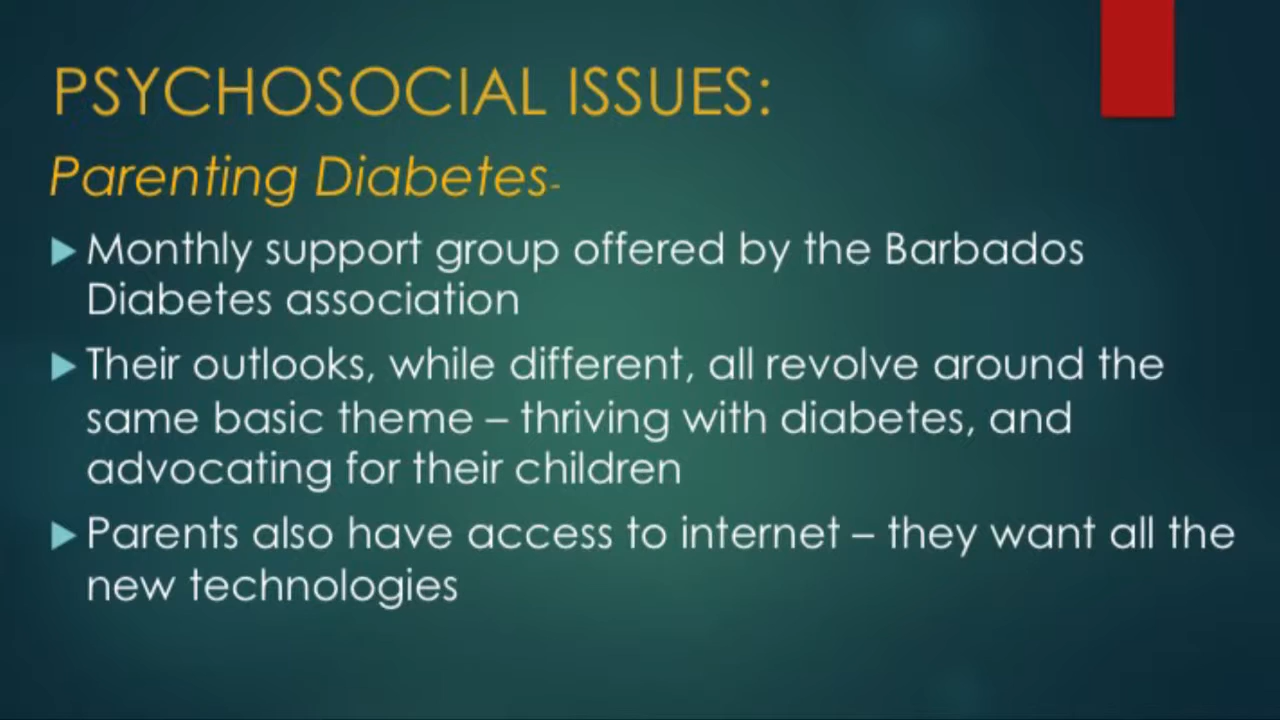 PSYCHOSOCIAL ISSUES:
Parenting Diabetes-
Monthly support group offered by the Barbados
Diabetes association
Their outlooks, while different, all revolve around the
same basic theme – thriving with diabetes, and
advocating for their children
Parents also have access to internet – they want all the
new technologies